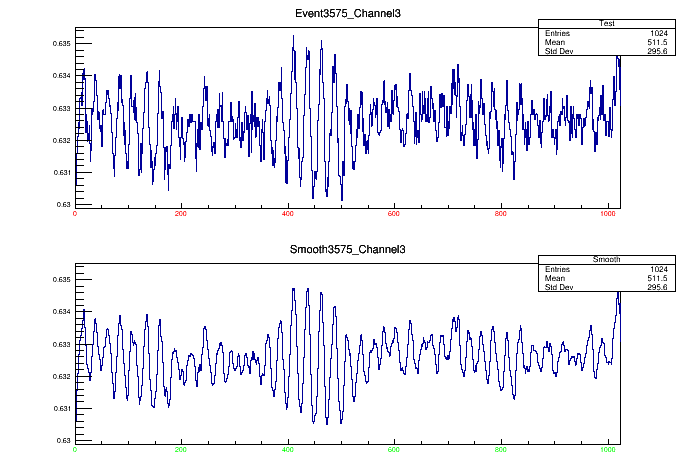 Event3575_Channel3
Test
Entries 1024
Mean 511.5
Std Dev 295.6
0.635
0.634
0.633
0.632
0.631
0.63
0 200 400 600 800 1000
Smooth3575_Channel3
Smooth
Entries 1024
Mean 511.5
Std Dev 295.6
0.635
0.634
0.633
0.632
0.631
0.63
0 200 400 600 800 1000